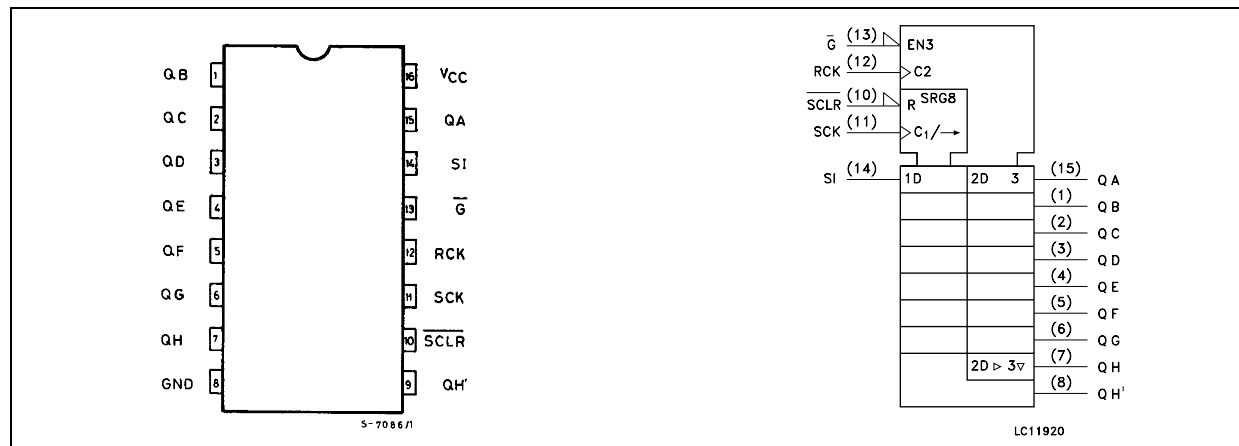 QB 1 16 VCC
QC 2 15 QA
QD 3 14 SI
QE 4 13 G̅
QF 5 12 RCK
QG 6 11 SCK
QH 7 10 S̅C̅L̅R̅
GND 8 9 QH'
S-7086/1
G̅ (13) EN3
RCK (12) C2
S̅C̅L̅R̅ (10) R SRG8
SCK (11) C1/→
SI (14) 1D 2D 3 (15) QA
(1) QB
(2) QC
(3) QD
(4) QE
(5) QF
(6) QG
2D ▷ 3▽ (7) QH
(8) QH'
LC11920